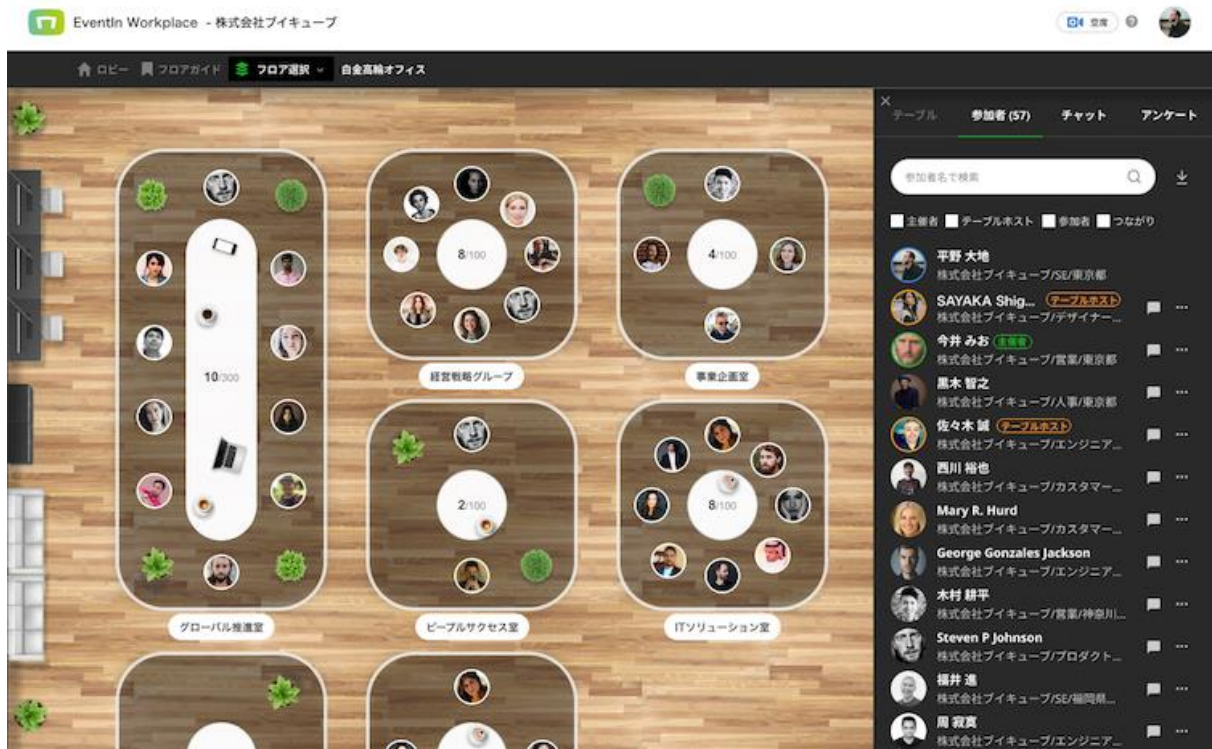 EventIn Workplace - 株式会社ブイキューブ
空席
ロビー フロアガイド フロア選択 白金高輪オフィス
テーブル 参加者 (57) チャット アンケート
参加者名で検索
主催者 テーブルホスト 参加者 つながり
8/100
経営戦略グループ
4/100
事業企画室
10/300
グローバル推進室
2/100
ピープルサクセス室
8/100
ITソリューション室
平野 大地
株式会社ブイキューブ/SE/東京都
SAYAKA Shig... テーブルホスト
株式会社ブイキューブ/デザイナー...
今井 みお 主催者
株式会社ブイキューブ/営業/東京都
黒木 智之
株式会社ブイキューブ/人事/東京都
佐々木 誠 テーブルホスト
株式会社ブイキューブ/エンジニア...
西川 裕也
株式会社ブイキューブ/カスタマー...
Mary R. Hurd
株式会社ブイキューブ/カスタマー...
George Gonzales Jackson
株式会社ブイキューブ/エンジニア...
木村 耕平
株式会社ブイキューブ/営業/神奈川...
Steven P Johnson
株式会社ブイキューブ/プロダクト...
福井 進
株式会社ブイキューブ/SE/福岡県...
周 寂寞
株式会社ブイキューブ/エンジニア...